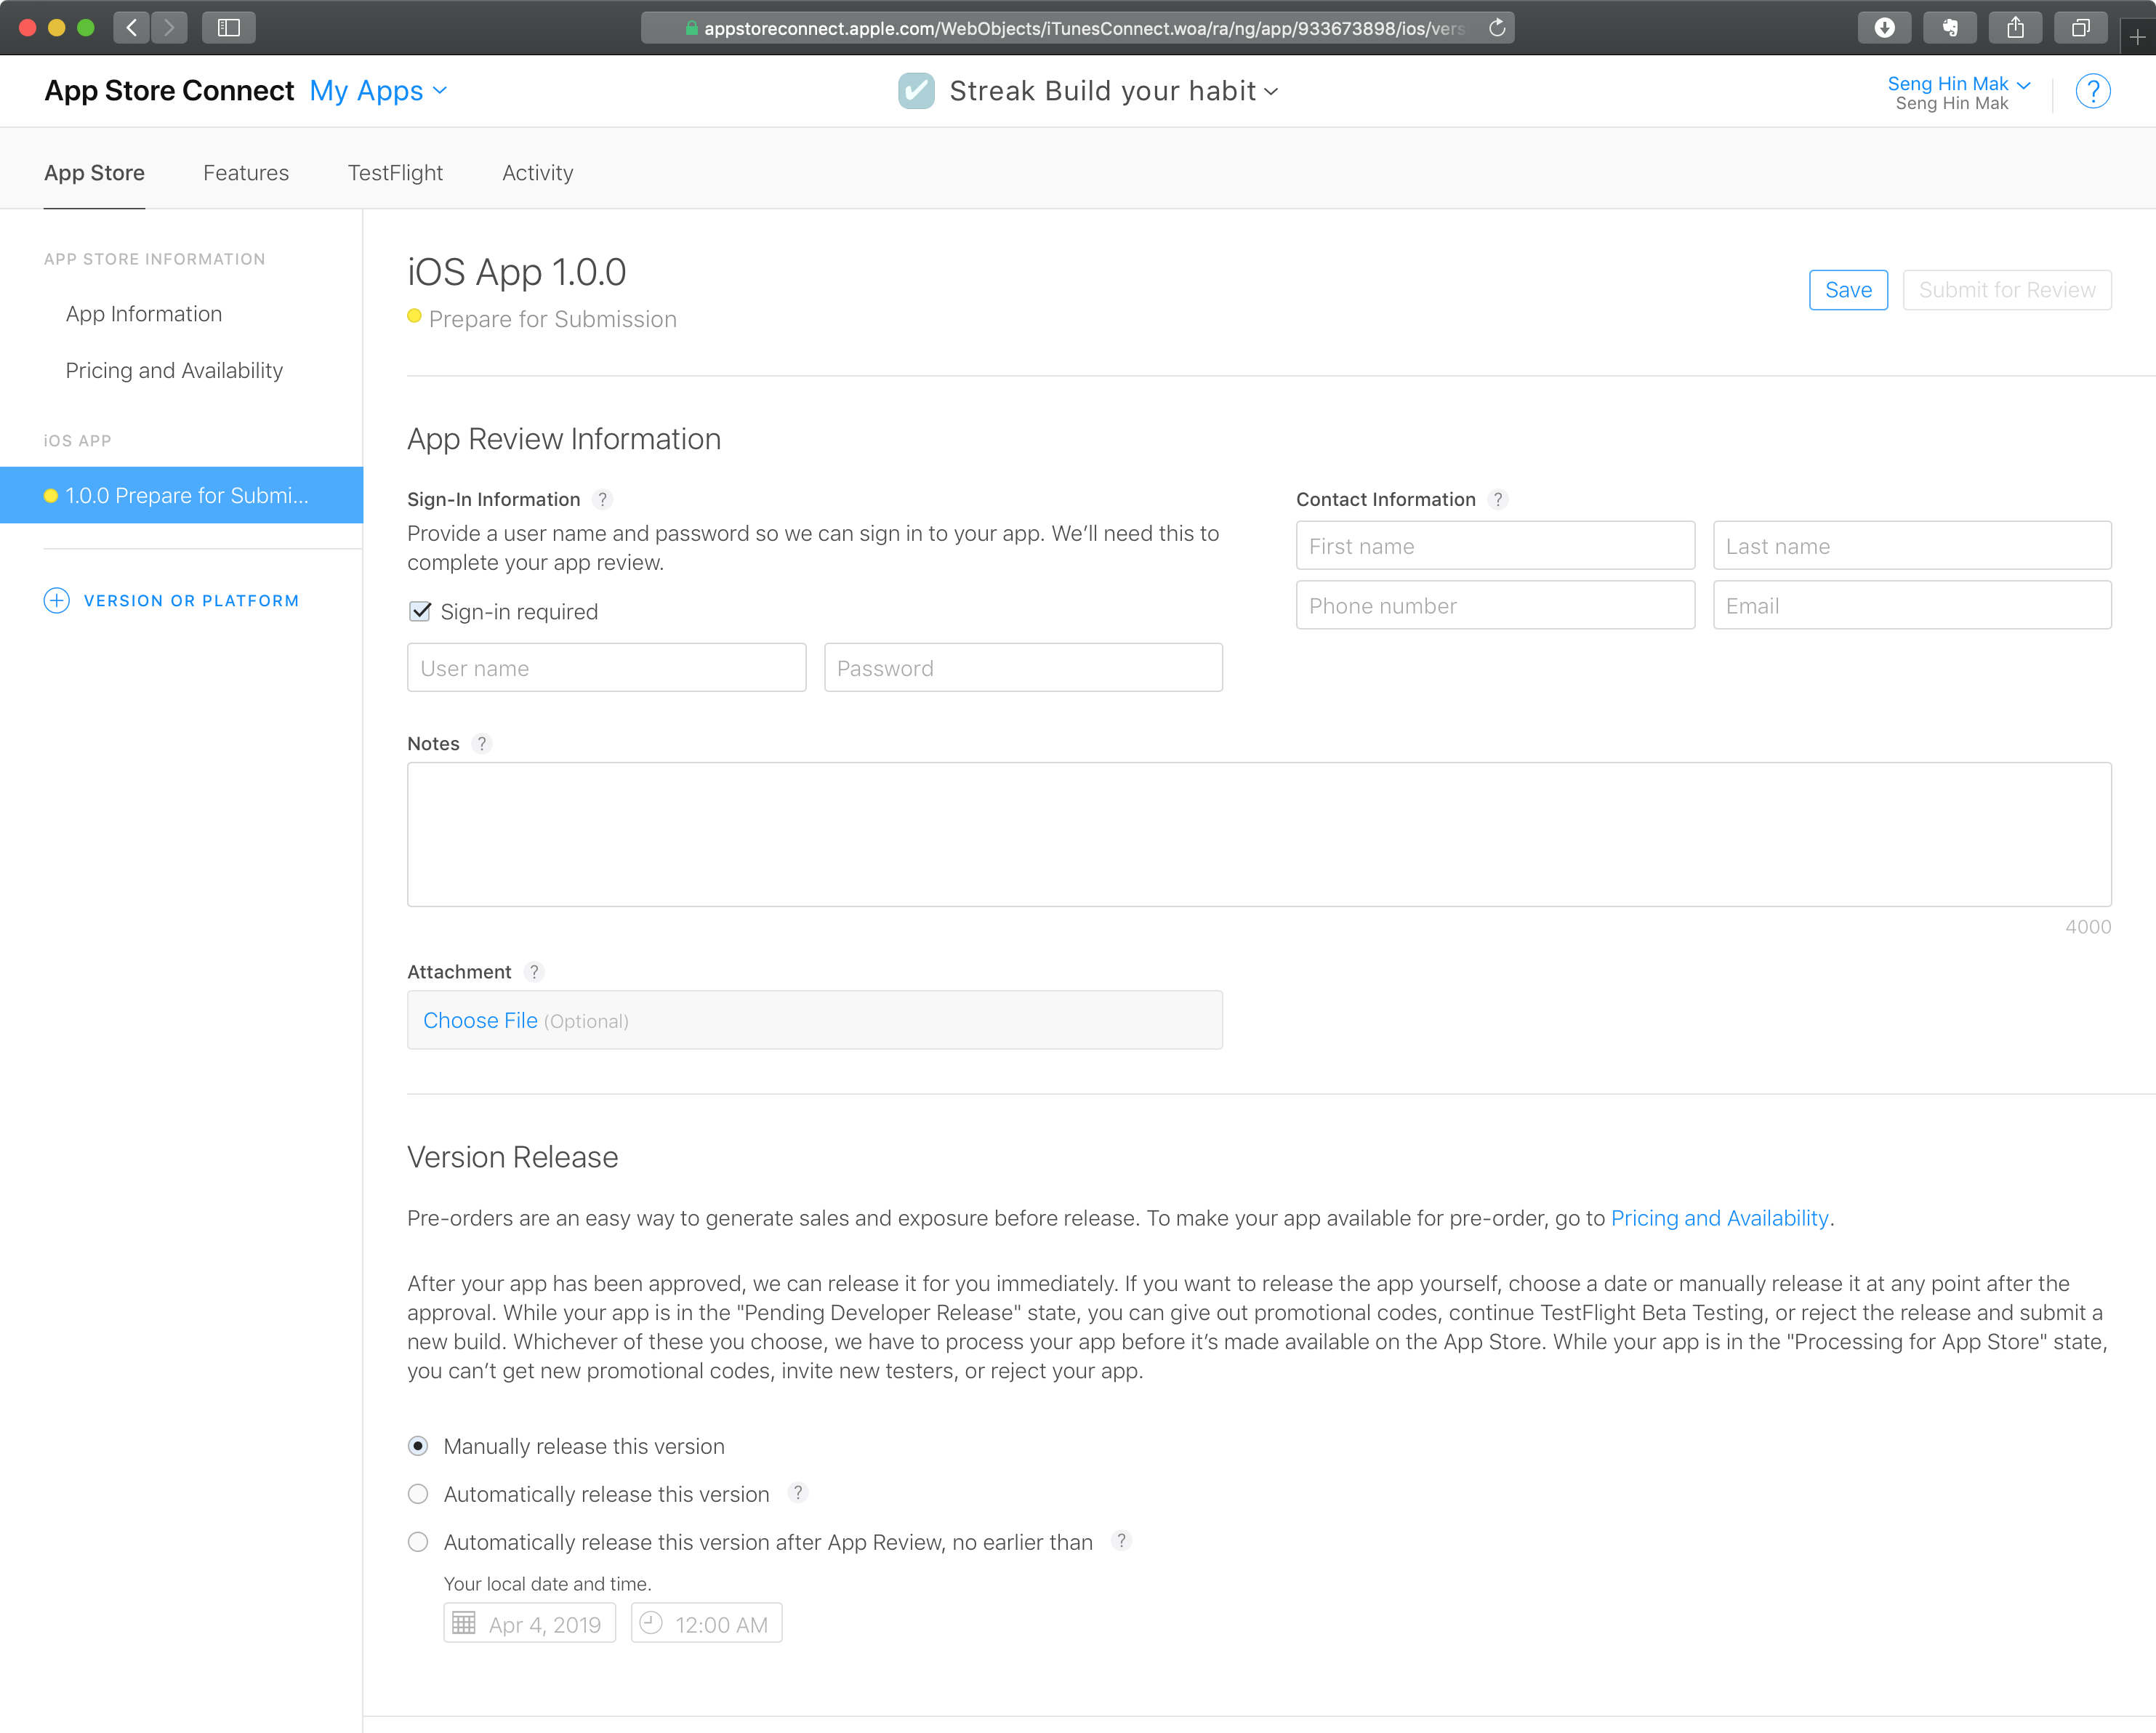 appstoreconnect.apple.com/WebObjects/iTunesConnect.woa/ra/ng/app/933673898/ios/vers
App Store Connect My Apps
Streak Build your habit
Seng Hin Mak
Seng Hin Mak
?
App Store Features TestFlight Activity
APP STORE INFORMATION
App Information
Pricing and Availability
iOS APP
1.0.0 Prepare for Submi...
VERSION OR PLATFORM
iOS App 1.0.0
Prepare for Submission
Save Submit for Review
App Review Information
Sign-In Information ?
Provide a user name and password so we can sign in to your app. We’ll need this to
complete your app review.
Sign-in required
User name Password
Contact Information ?
First name Last name
Phone number Email
Notes ?
4000
Attachment ?
Choose File (Optional)
Version Release
Pre-orders are an easy way to generate sales and exposure before release. To make your app available for pre-order, go to Pricing and Availability.
After your app has been approved, we can release it for you immediately. If you want to release the app yourself, choose a date or manually release it at any point after the
approval. While your app is in the "Pending Developer Release" state, you can give out promotional codes, continue TestFlight Beta Testing, or reject the release and submit a
new build. Whichever of these you choose, we have to process your app before it’s made available on the App Store. While your app is in the "Processing for App Store" state,
you can’t get new promotional codes, invite new testers, or reject your app.
Manually release this version
Automatically release this version ?
Automatically release this version after App Review, no earlier than ?
Your local date and time.
Apr 4, 2019 12:00 AM